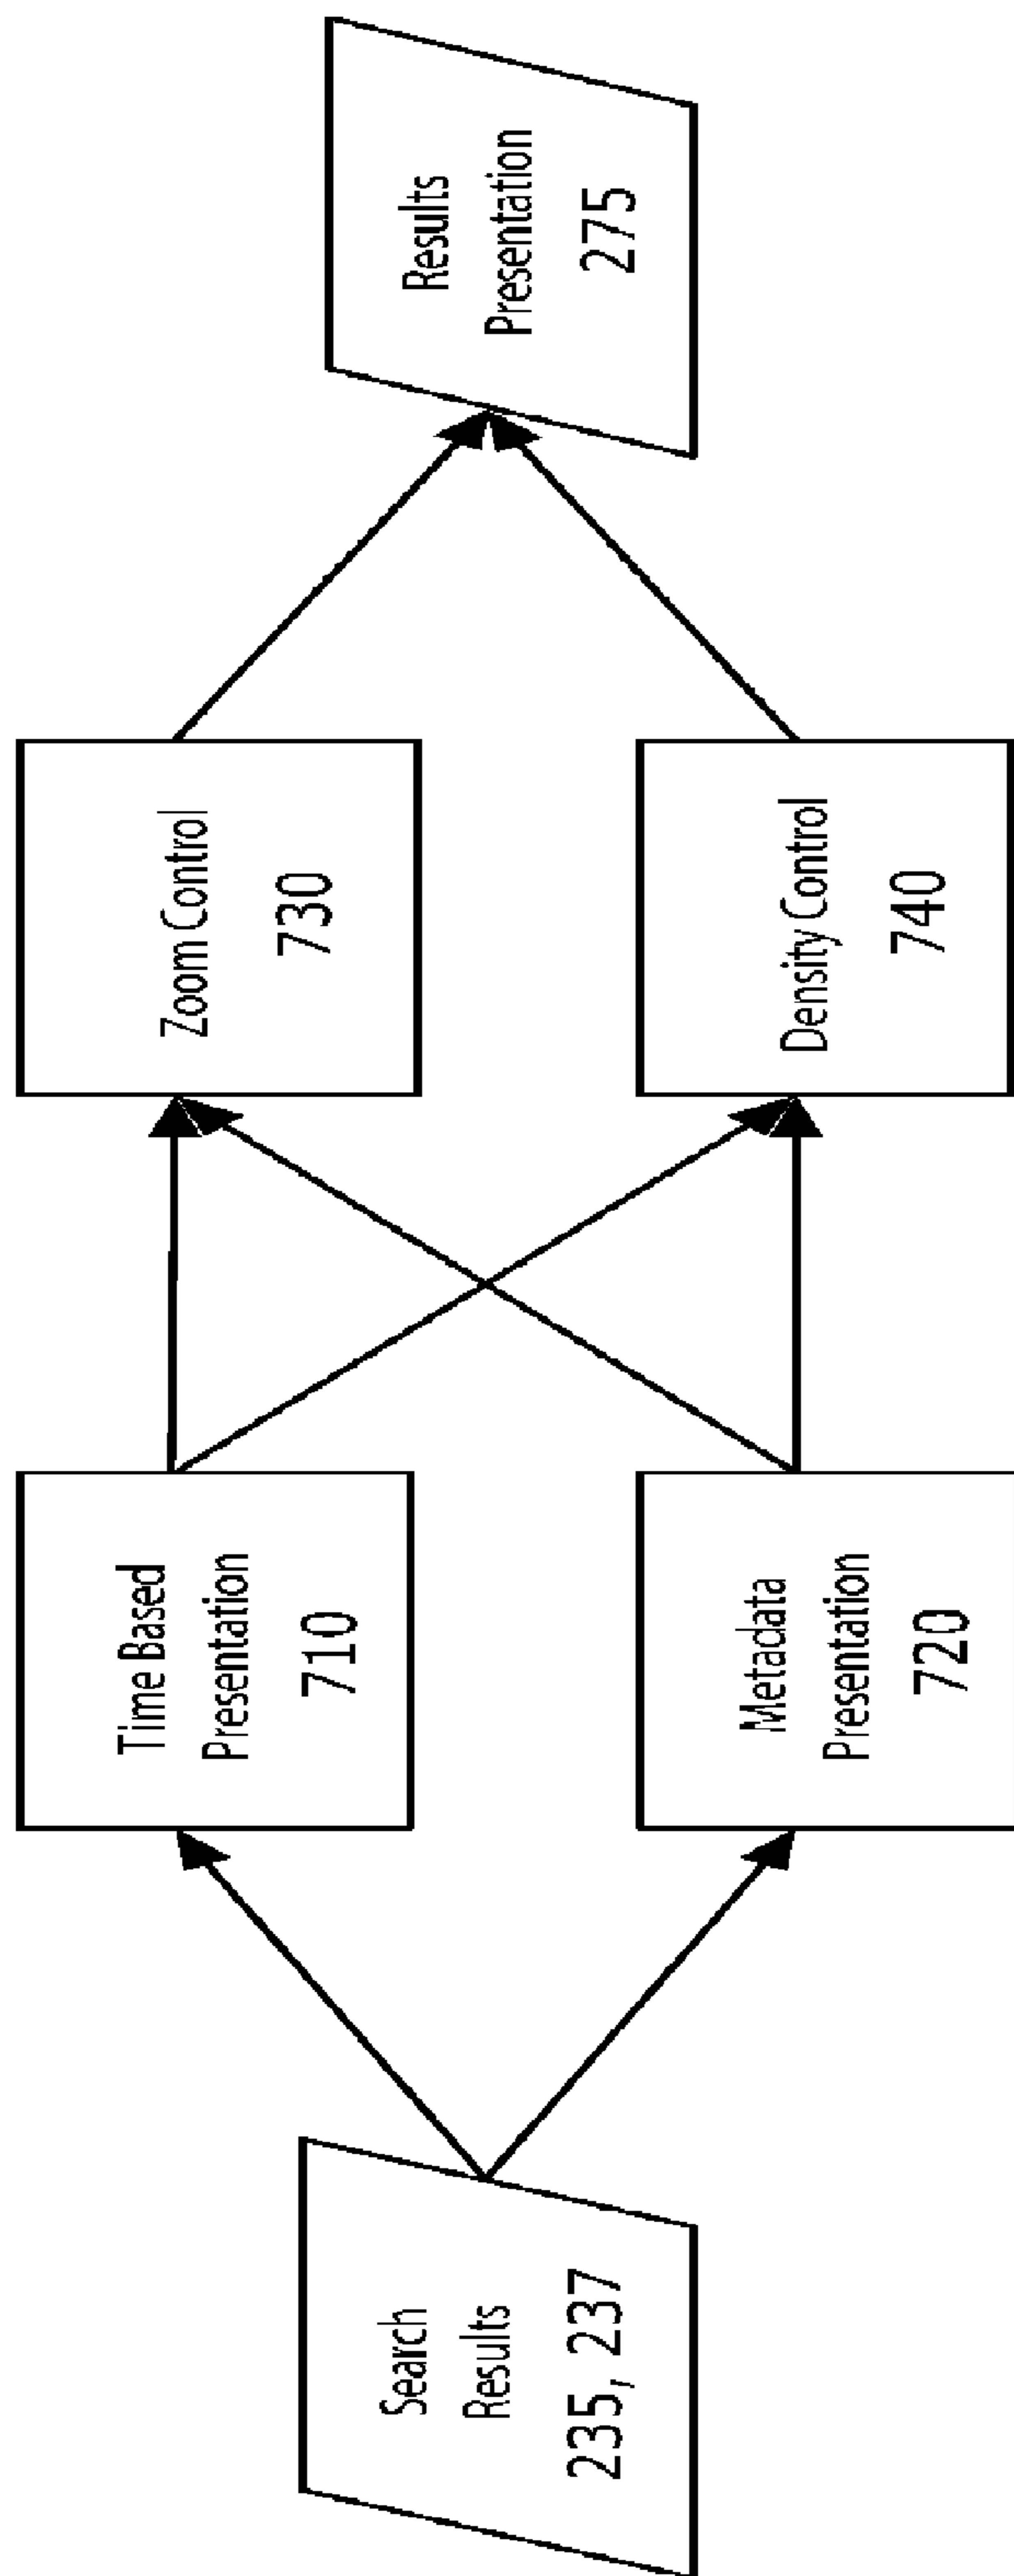 Search
Results
235, 237
Time Based
Presentation
710
Metadata
Presentation
720
Zoom Control
730
Density Control
740
Results
Presentation
275